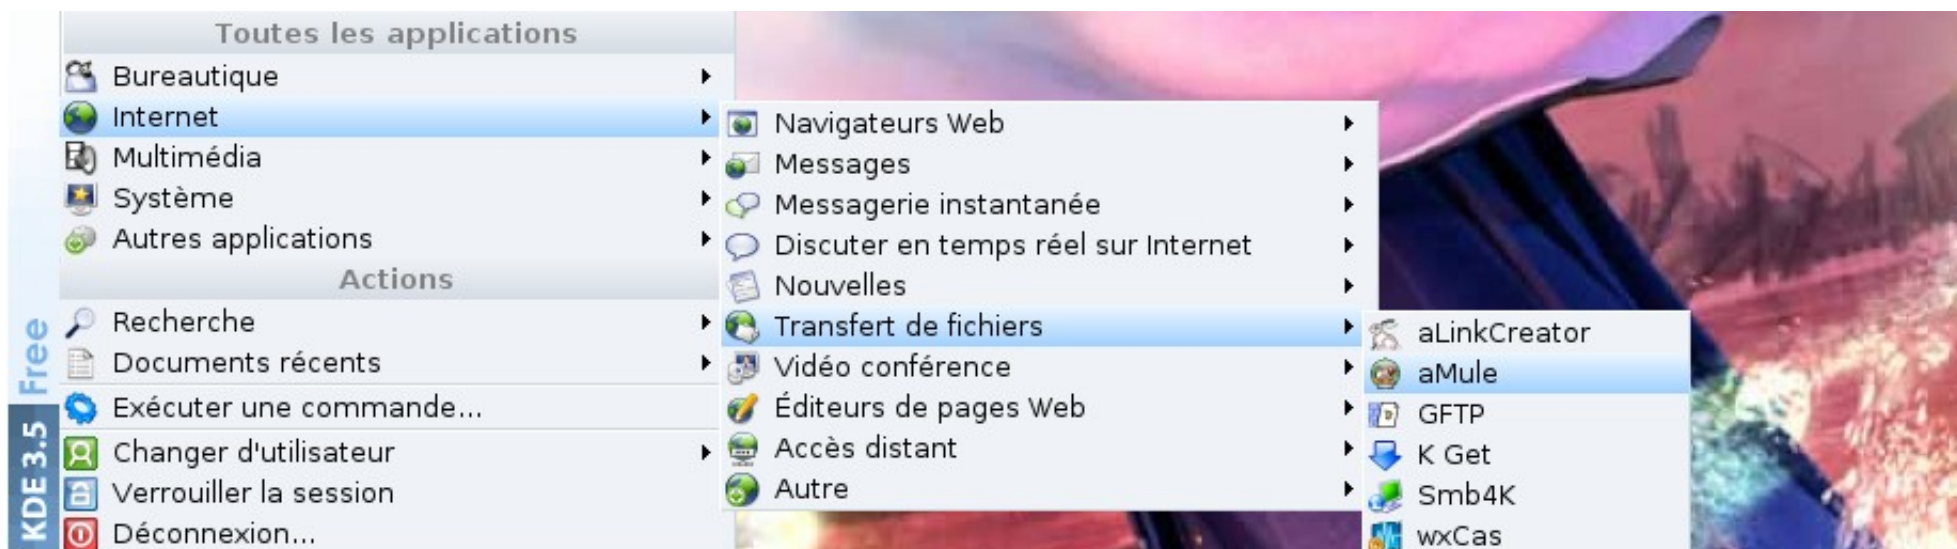 Toutes les applications
Bureautique
Internet
Multimédia
Système
Autres applications
Actions
Recherche
Documents récents
Exécuter une commande...
Changer d'utilisateur
Verrouiller la session
Déconnexion...
KDE 3.5 Free
Navigateurs Web
Messages
Messagerie instantanée
Discuter en temps réel sur Internet
Nouvelles
Transfert de fichiers
Vidéo conférence
Éditeurs de pages Web
Accès distant
Autre
aLinkCreator
aMule
GFTP
K Get
Smb4K
wxCas